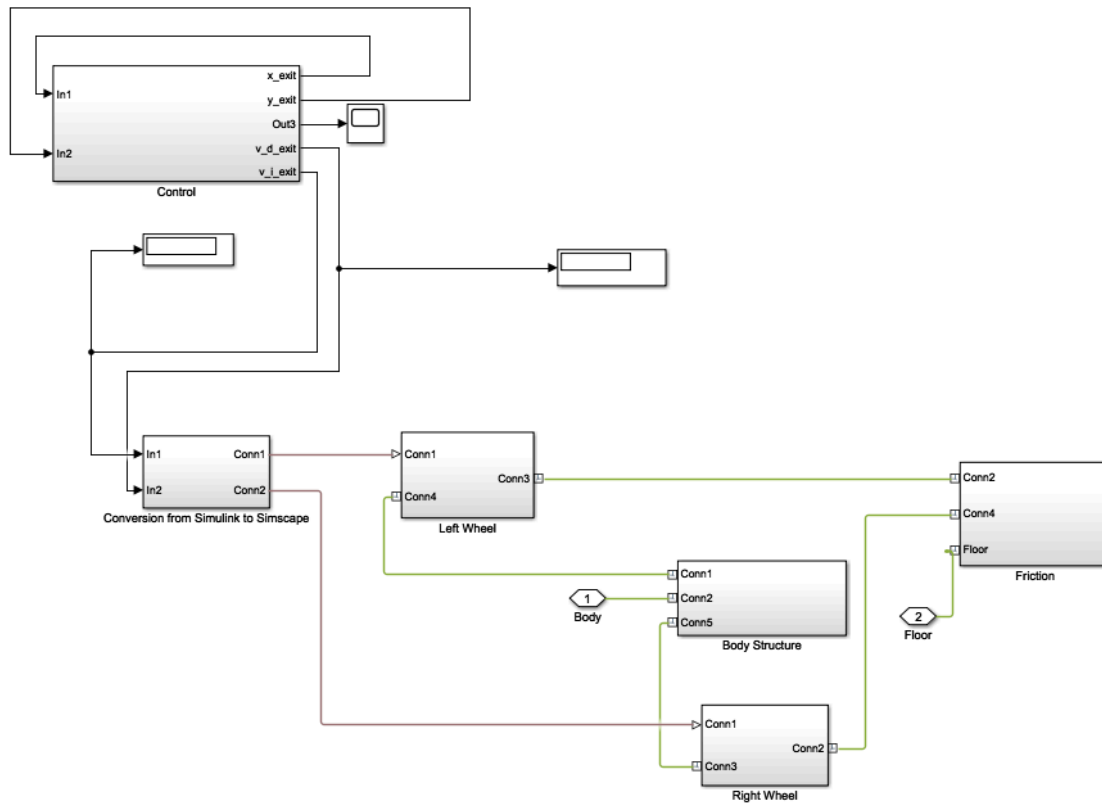 x_exit
In1
y_exit
Out3
v_d_exit
In2
v_i_exit
Control
In1
Conn1
In2
Conn2
Conversion from Simulink to Simscape
Conn1
Conn3
Conn4
Left Wheel
Conn2
Conn4
Floor
Friction
Conn1
Conn2
Conn5
Body Structure
1
Body
2
Floor
Conn1
Conn2
Conn3
Right Wheel